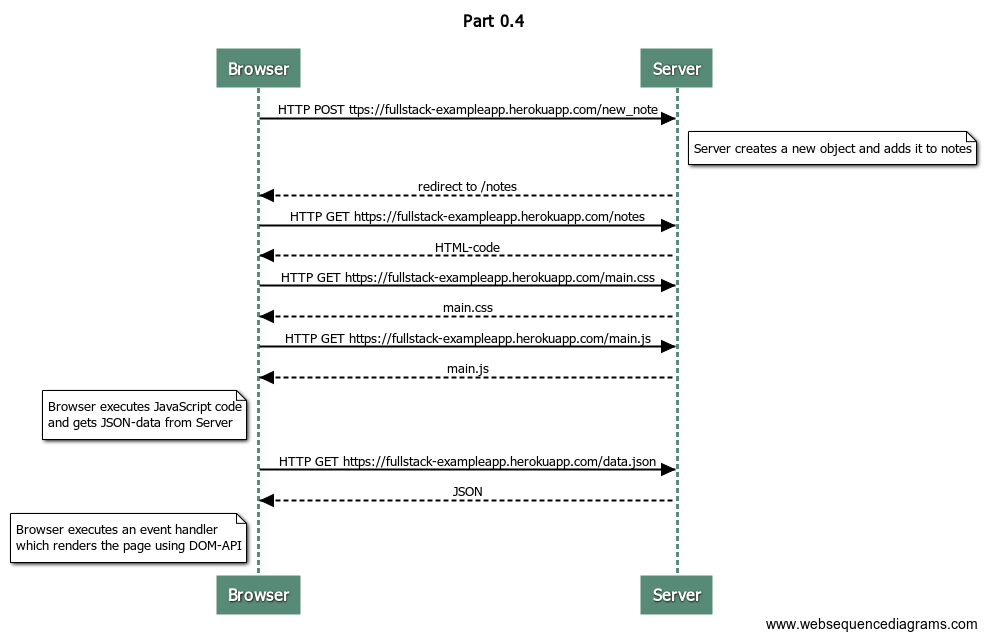 Part 0.4
Browser
Server
HTTP POST ttps://fullstack-exampleapp.herokuapp.com/new_note
Server creates a new object and adds it to notes
redirect to /notes
HTTP GET https://fullstack-exampleapp.herokuapp.com/notes
HTML-code
HTTP GET https://fullstack-exampleapp.herokuapp.com/main.css
main.css
HTTP GET https://fullstack-exampleapp.herokuapp.com/main.js
main.js
Browser executes JavaScript code
and gets JSON-data from Server
HTTP GET https://fullstack-exampleapp.herokuapp.com/data.json
JSON
Browser executes an event handler
which renders the page using DOM-API
Browser
Server
www.websequencediagrams.com